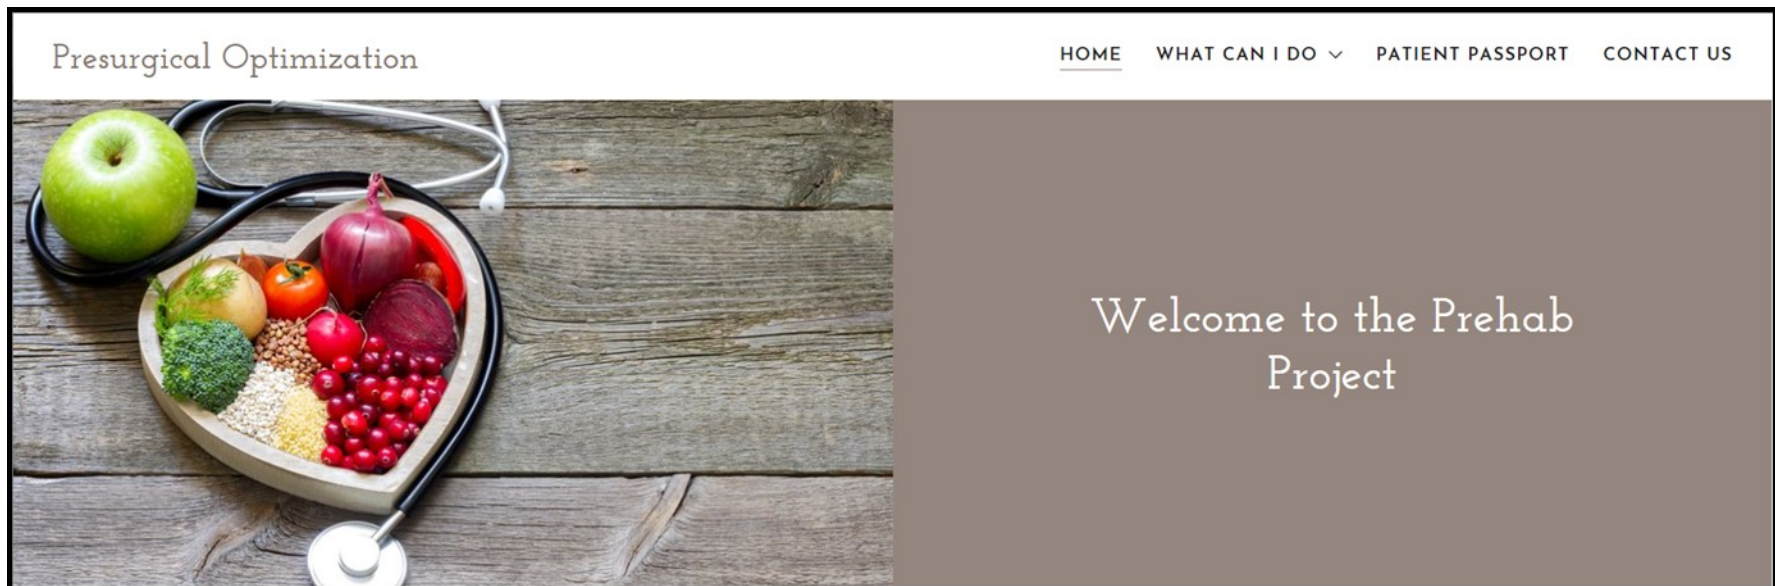 Presurgical Optimization
HOME WHAT CAN I DO PATIENT PASSPORT CONTACT US
Welcome to the Prehab
Project